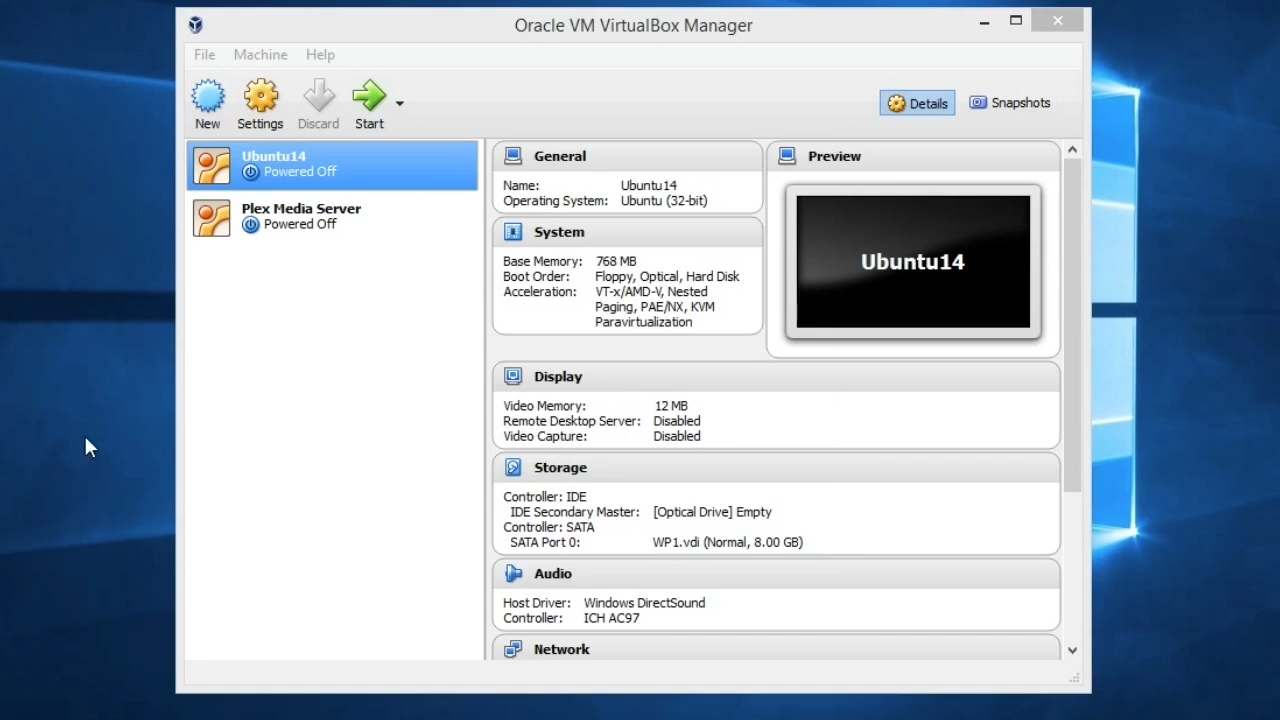 Oracle VM VirtualBox Manager
File Machine Help
New Settings Discard Start
Details Snapshots
Ubuntu14
Powered Off
Plex Media Server
Powered Off
General
Name: Ubuntu14
Operating System: Ubuntu (32-bit)
System
Base Memory: 768 MB
Boot Order: Floppy, Optical, Hard Disk
Acceleration: VT-x/AMD-V, Nested
Paging, PAE/NX, KVM
Paravirtualization
Preview
Ubuntu14
Display
Video Memory: 12 MB
Remote Desktop Server: Disabled
Video Capture: Disabled
Storage
Controller: IDE
IDE Secondary Master: [Optical Drive] Empty
Controller: SATA
SATA Port 0: WP1.vdi (Normal, 8.00 GB)
Audio
Host Driver: Windows DirectSound
Controller: ICH AC97
Network